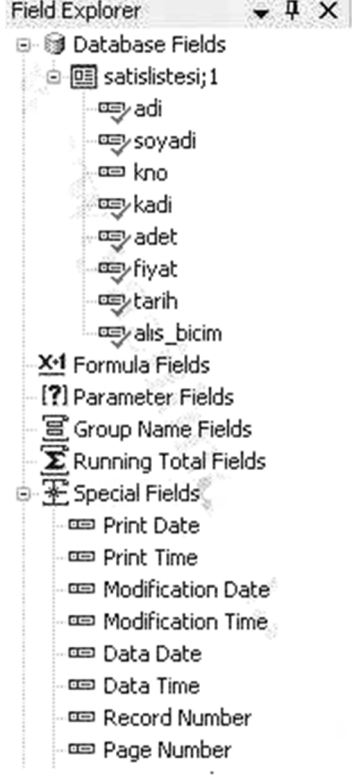 Field Explorer
Database Fields
satislistesi;1
adi
soyadi
kno
kadi
adet
fiyat
tarih
alıs_bicim
Formula Fields
Parameter Fields
Group Name Fields
Running Total Fields
Special Fields
Print Date
Print Time
Modification Date
Modification Time
Data Date
Data Time
Record Number
Page Number